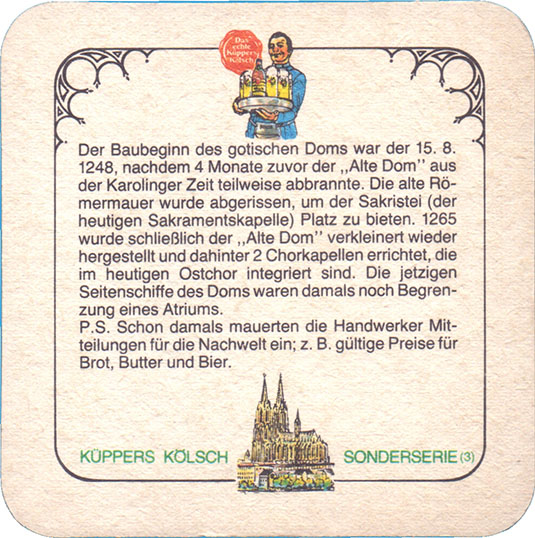 Das
echte
Küppers
Kölsch
Der Baubeginn des gotischen Doms war der 15. 8.
1248, nachdem 4 Monate zuvor der ,,Alte Dom'' aus
der Karolinger Zeit teilweise abbrannte. Die alte Rö-
mermauer wurde abgerissen, um der Sakristei (der
heutigen Sakramentskapelle) Platz zu bieten. 1265
wurde schließlich der ,,Alte Dom'' verkleinert wieder
hergestellt und dahinter 2 Chorkapellen errichtet, die
im heutigen Ostchor integriert sind. Die jetzigen
Seitenschiffe des Doms waren damals noch Begren-
zung eines Atriums.
P.S. Schon damals mauerten die Handwerker Mit-
teilungen für die Nachwelt ein; z. B. gültige Preise für
Brot, Butter und Bier.
KÜPPERS KÖLSCH SONDERSERIE (3)